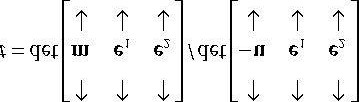 ↑ ↑ ↑ ↑ ↑ ↑
t = det[m e₁ e₂] / det[−u e₁ e₂]
↓ ↓ ↓ ↓ ↓ ↓